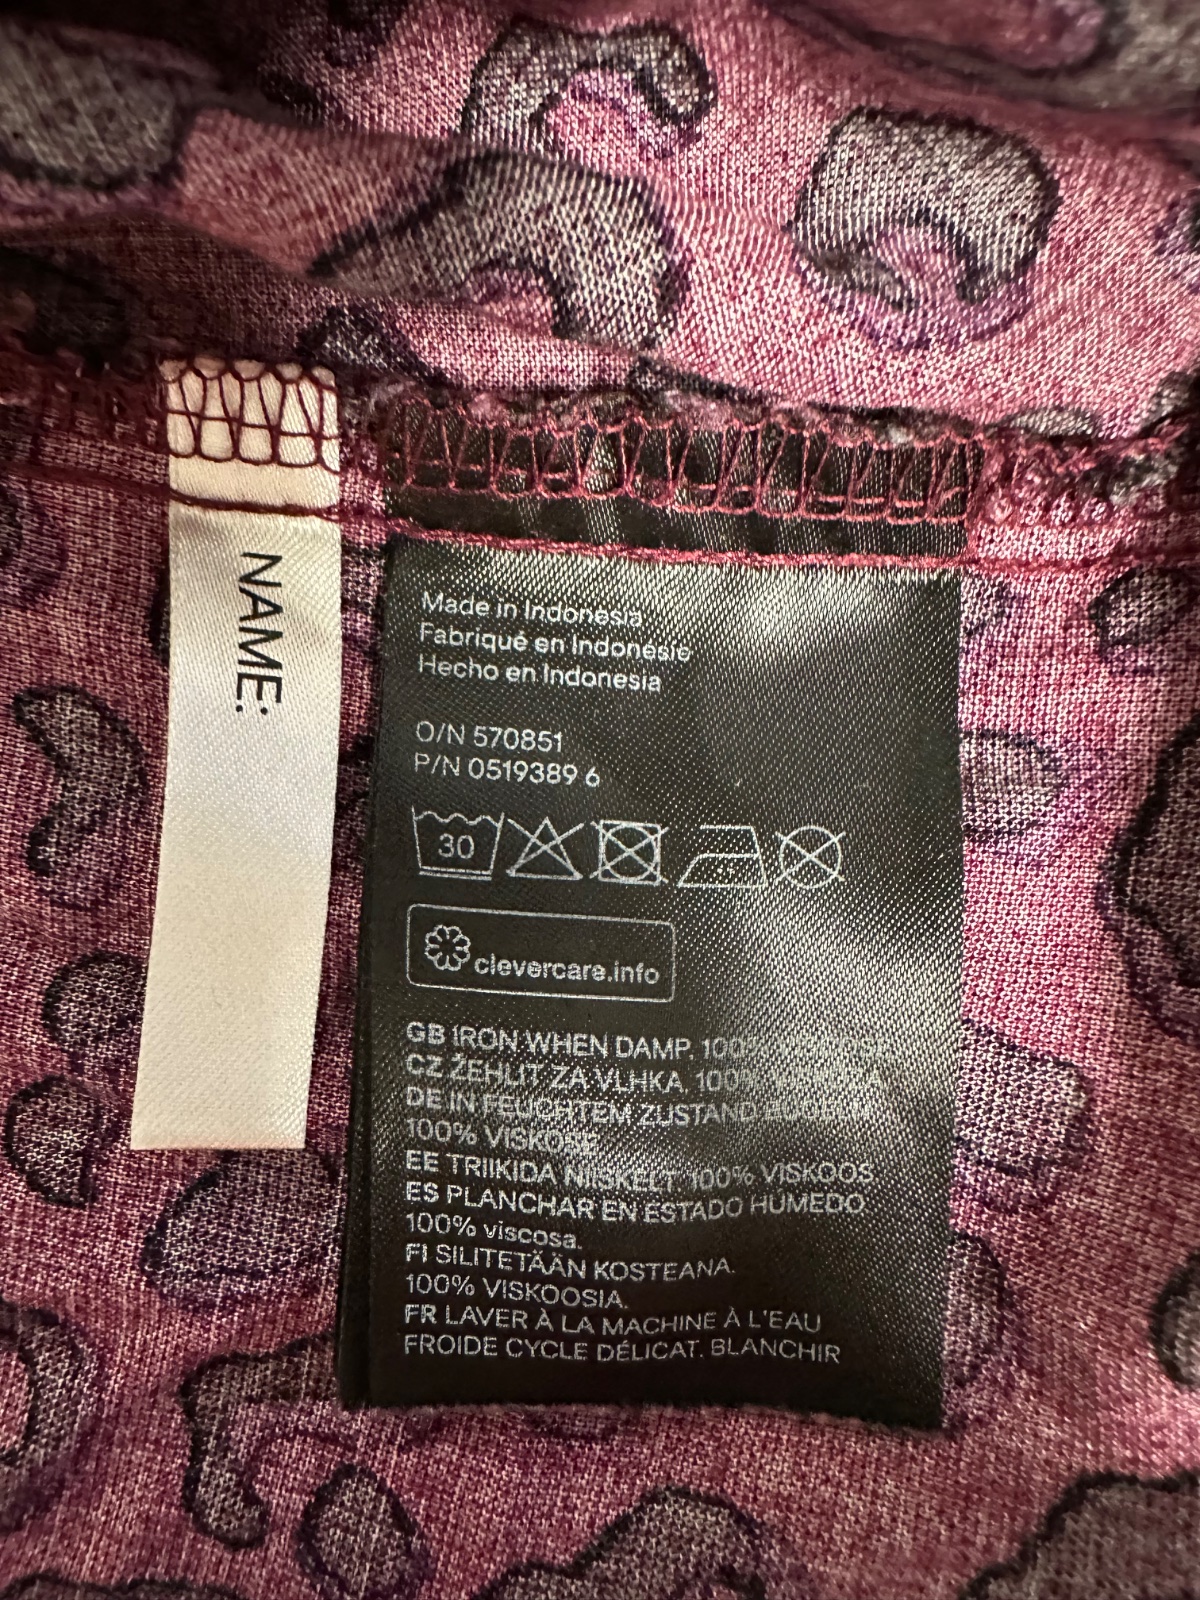 NAME:
Made in Indonesia
Fabriqué en Indonésie
Hecho en Indonesia
O/N 570851
P/N 0519389 6
30
clevercare.info
GB IRON WHEN DAMP. 100%
CZ ŽEHLIT ZA VLHKA. 100%
DE IN FEUCHTEM ZUSTAND BÜGELN.
100% VISKOSE
EE TRIIKIDA NIISKELT 100% VISKOOS
ES PLANCHAR EN ESTADO HÚMEDO.
100% viscosa.
FI SILITETÄÄN KOSTEANA.
100% VISKOOSIA.
FR LAVER À LA MACHINE À L'EAU
FROIDE CYCLE DÉLICAT. BLANCHIR